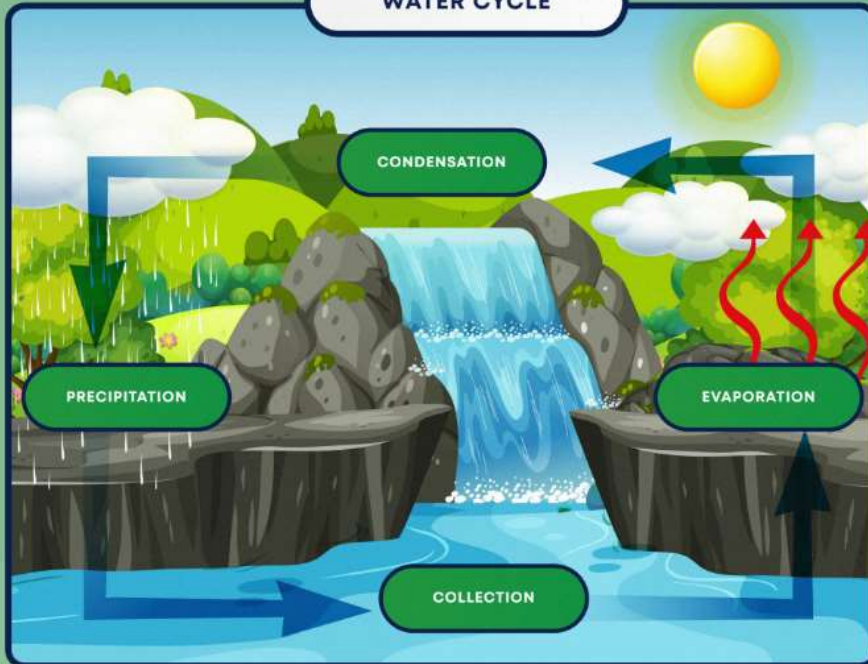 WATER CYCLE
CONDENSATION
PRECIPITATION
EVAPORATION
COLLECTION